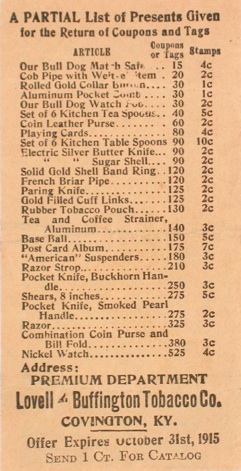 A PARTIAL List of Presents Given
for the Return of Coupons and Tags
ARTICLE Coupons or Tags Stamps
Our Bull Dog Match Safe.. 15 4c
Cob Pipe with Stem. 20 2c
Rolled Gold Collar Button.... 30 1c
Aluminum Pocket Comb.... 30 1c
Our Bull Dog Watch Fob... 30 2c
Set of 6 Kitchen Tea Spoons.. 40 5c
Coin Leather Purse........ 60 2c
Playing Cards............ 80 4c
Set of 6 Kitchen Table Spoons 90 10c
Electric Silver Butter Knife... 90 2c
" " Sugar Shell... 90 2c
Solid Gold Shell Band Ring..120 2c
French Briar Pipe..........120 2c
Paring Knife..............125 2c
Gold Filled Cuff Links......125 2c
Rubber Tobacco Pouch......130 2c
Tea and Coffee Strainer,
Aluminum..............140 3c
Base Ball.................150 5c
Post Card Album..........175 7c
"American" Suspenders....180 3c
Razor Strop...............210 3c
Pocket Knife, Buckhorn Han-
dle.....................250 3c
Shears, 8 inches...........275 5c
Pocket Knife, Smoked Pearl
Handle.................275 2c
Razor....................325 3c
Combination Coin Purse and
Bill Fold................380 3c
Nickel Watch.............525 4c
Address:
PREMIUM DEPARTMENT
Lovell & Buffington Tobacco Co.
COVINGTON, KY.
Offer Expires October 31st, 1915
SEND 1 CT. FOR CATALOG